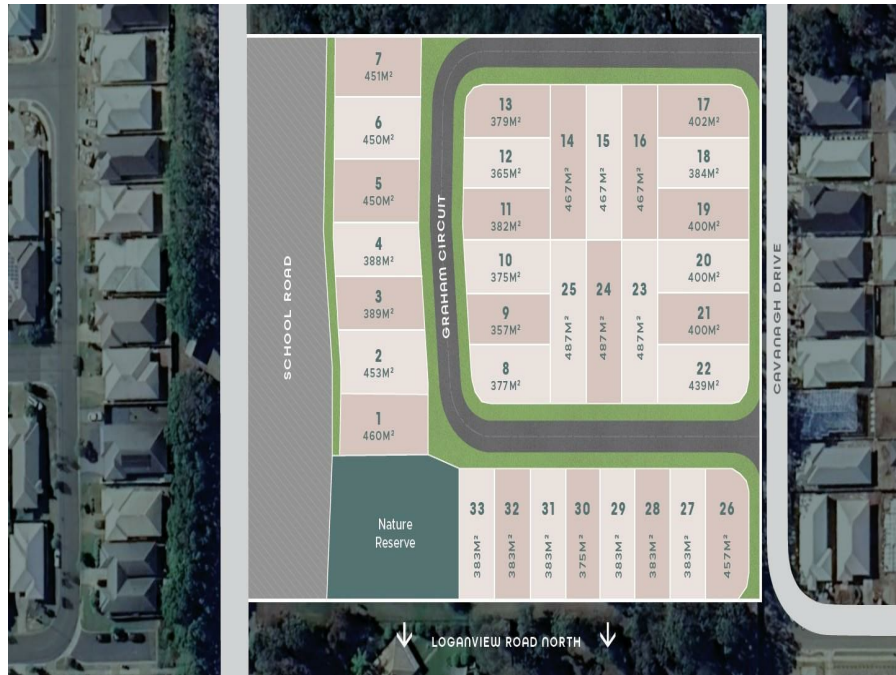 7
451M²
6
450M²
5
450M²
4
388M²
3
389M²
2
453M²
1
460M²
SCHOOL ROAD
GRAHAM CIRCUIT
13
379M²
12
365M²
11
382M²
10
375M²
9
357M²
8
377M²
14
467M²
15
467M²
16
467M²
25
487M²
24
487M²
23
487M²
17
402M²
18
384M²
19
400M²
20
400M²
21
400M²
22
439M²
CAVANAGH DRIVE
Nature
Reserve
33
383M²
32
383M²
31
383M²
30
375M²
29
383M²
28
383M²
27
383M²
26
457M²
LOGANVIEW ROAD NORTH